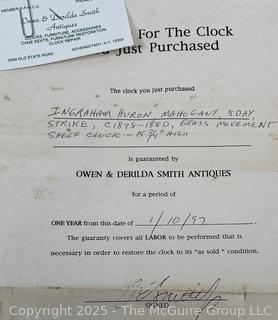 MEMBER N.A.W.C.C.
Owen & Derilda Smith
Antiques
CLOCKS, FURNITURE, ACCESSORIES
CANE SEATS, FURNITURE RESTORATION
CLOCK REPAIR
2089 OLD STATE ROAD
SCHENECTADY, N.Y. 12303
For The Clock
Just Purchased
The clock you just purchased
INGRAHAM "HURON" MAHOGANY, 8DAY,
STRIKE, C1878-1880, BRASS MOVEMENT
SHELF CLOCK - 15 3/4" HIGH
is guaranteed by
OWEN & DERILDA SMITH ANTIQUES
for a period of
ONE YEAR from this date of 1/10/97
The guaranty covers all LABOR to be performed that is
necessary in order to restore the clock to its "as sold" condition.
SIGNED
Copyright 2025 - The McGuire Group LLC